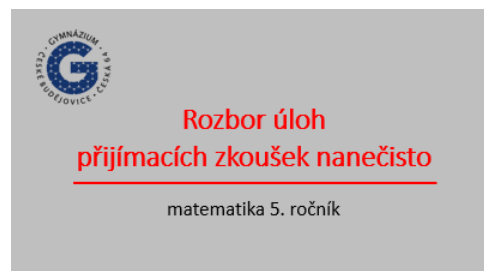 GYMNÁZIUM
ČESKÉ BUDĚJOVICE · ČESKÁ 64
G
Rozbor úloh
přijímacích zkoušek nanečisto
matematika 5. ročník